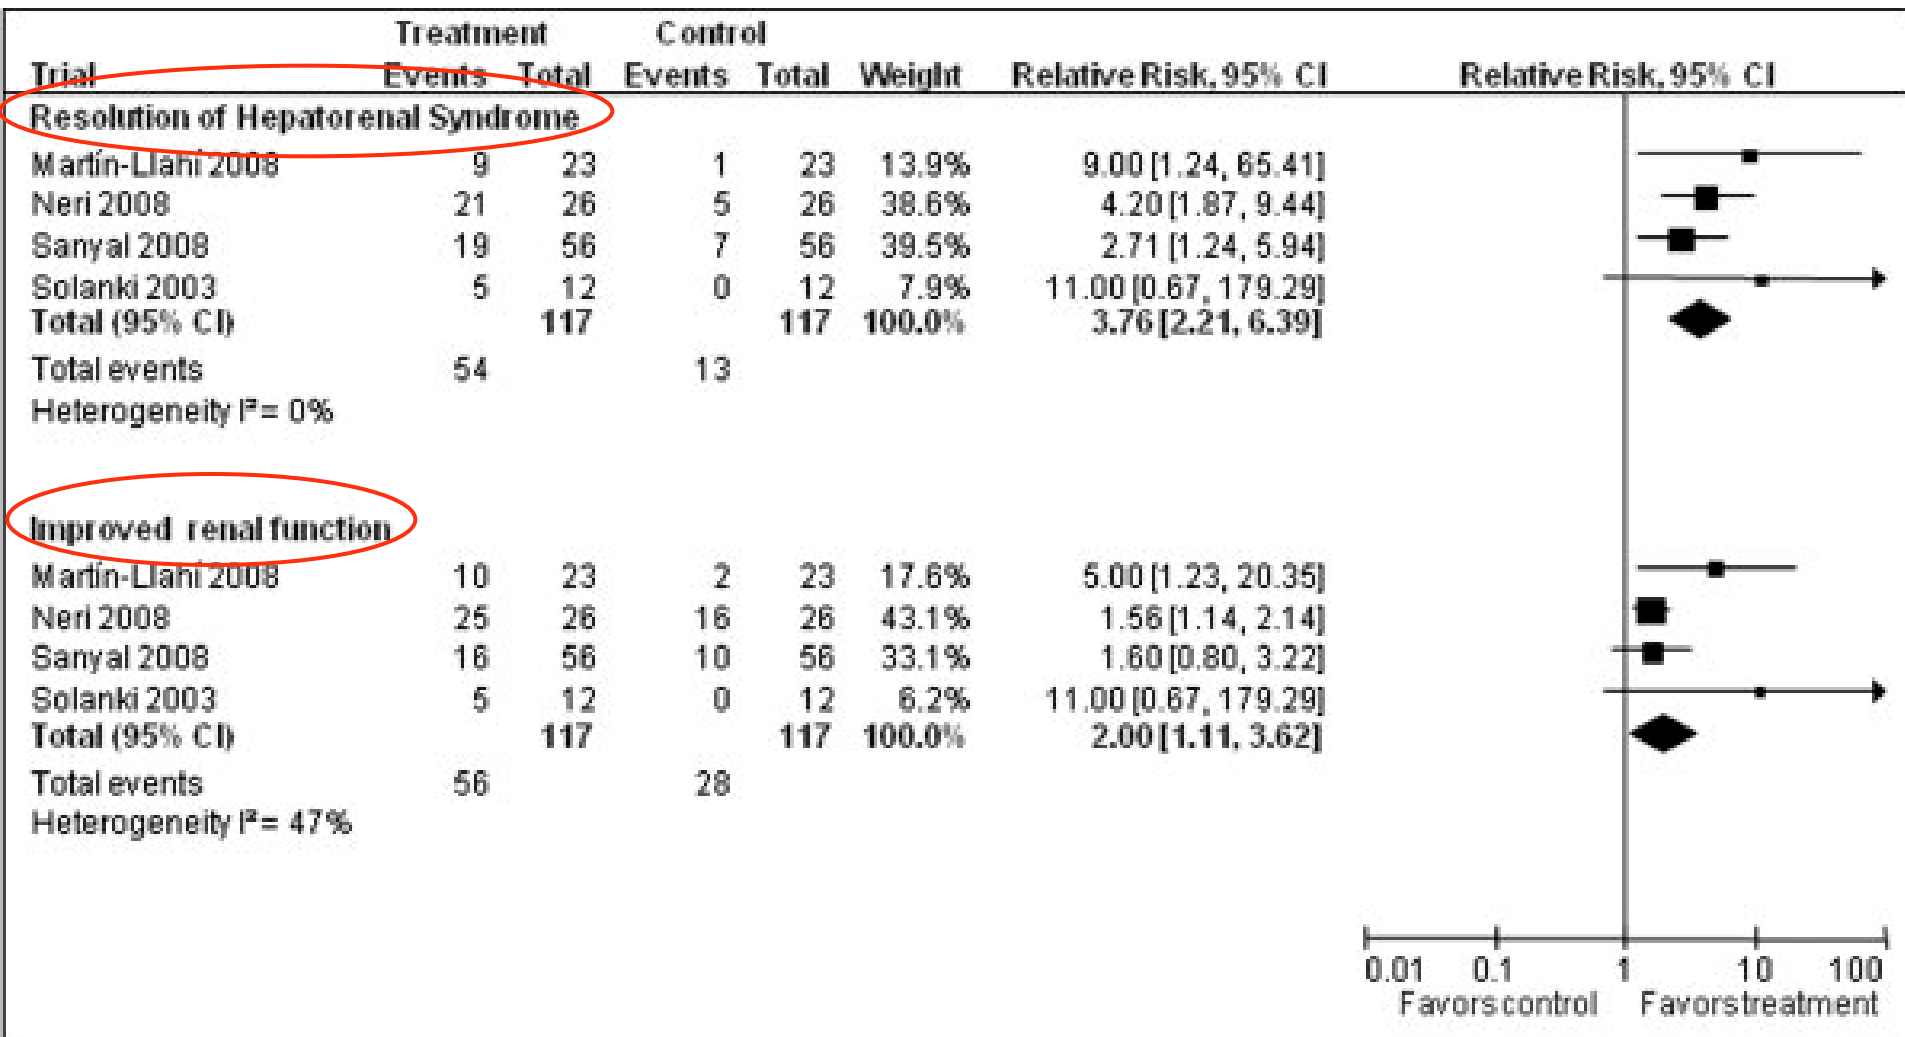 Treatment Control
Trial Events Total Events Total Weight Relative Risk, 95% CI Relative Risk, 95% CI
Resolution of Hepatorenal Syndrome
Martín-Llahí 2008 9 23 1 23 13.9% 9.00 [1.24, 65.41]
Neri 2008 21 26 5 26 38.6% 4.20 [1.87, 9.44]
Sanyal 2008 19 56 7 56 39.5% 2.71 [1.24, 5.94]
Solanki 2003 5 12 0 12 7.9% 11.00 [0.67, 179.29]
Total (95% CI) 117 117 100.0% 3.76 [2.21, 6.39]
Total events 54 13
Heterogeneity I²= 0%
Improved renal function
Martín-Llahí 2008 10 23 2 23 17.6% 5.00 [1.23, 20.35]
Neri 2008 25 26 16 26 43.1% 1.56 [1.14, 2.14]
Sanyal 2008 16 56 10 56 33.1% 1.60 [0.80, 3.22]
Solanki 2003 5 12 0 12 6.2% 11.00 [0.67, 179.29]
Total (95% CI) 117 117 100.0% 2.00 [1.11, 3.62]
Total events 56 28
Heterogeneity I²= 47%
0.01 0.1 1 10 100
Favors control Favors treatment